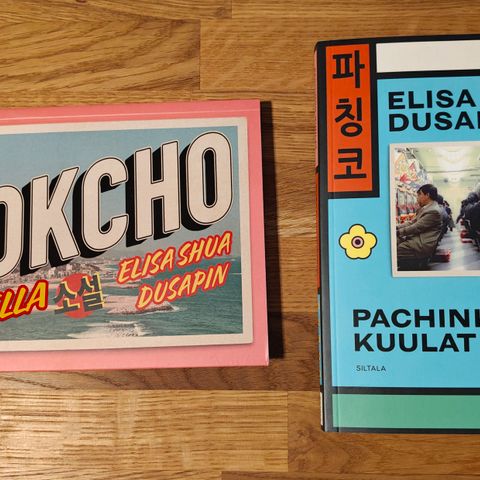 OKCHO
ELLA 소설 ELISA SHUA
DUSAPIN
파칭코
ELISA
DUSAP
PACHINK
KUULAT
SILTALA